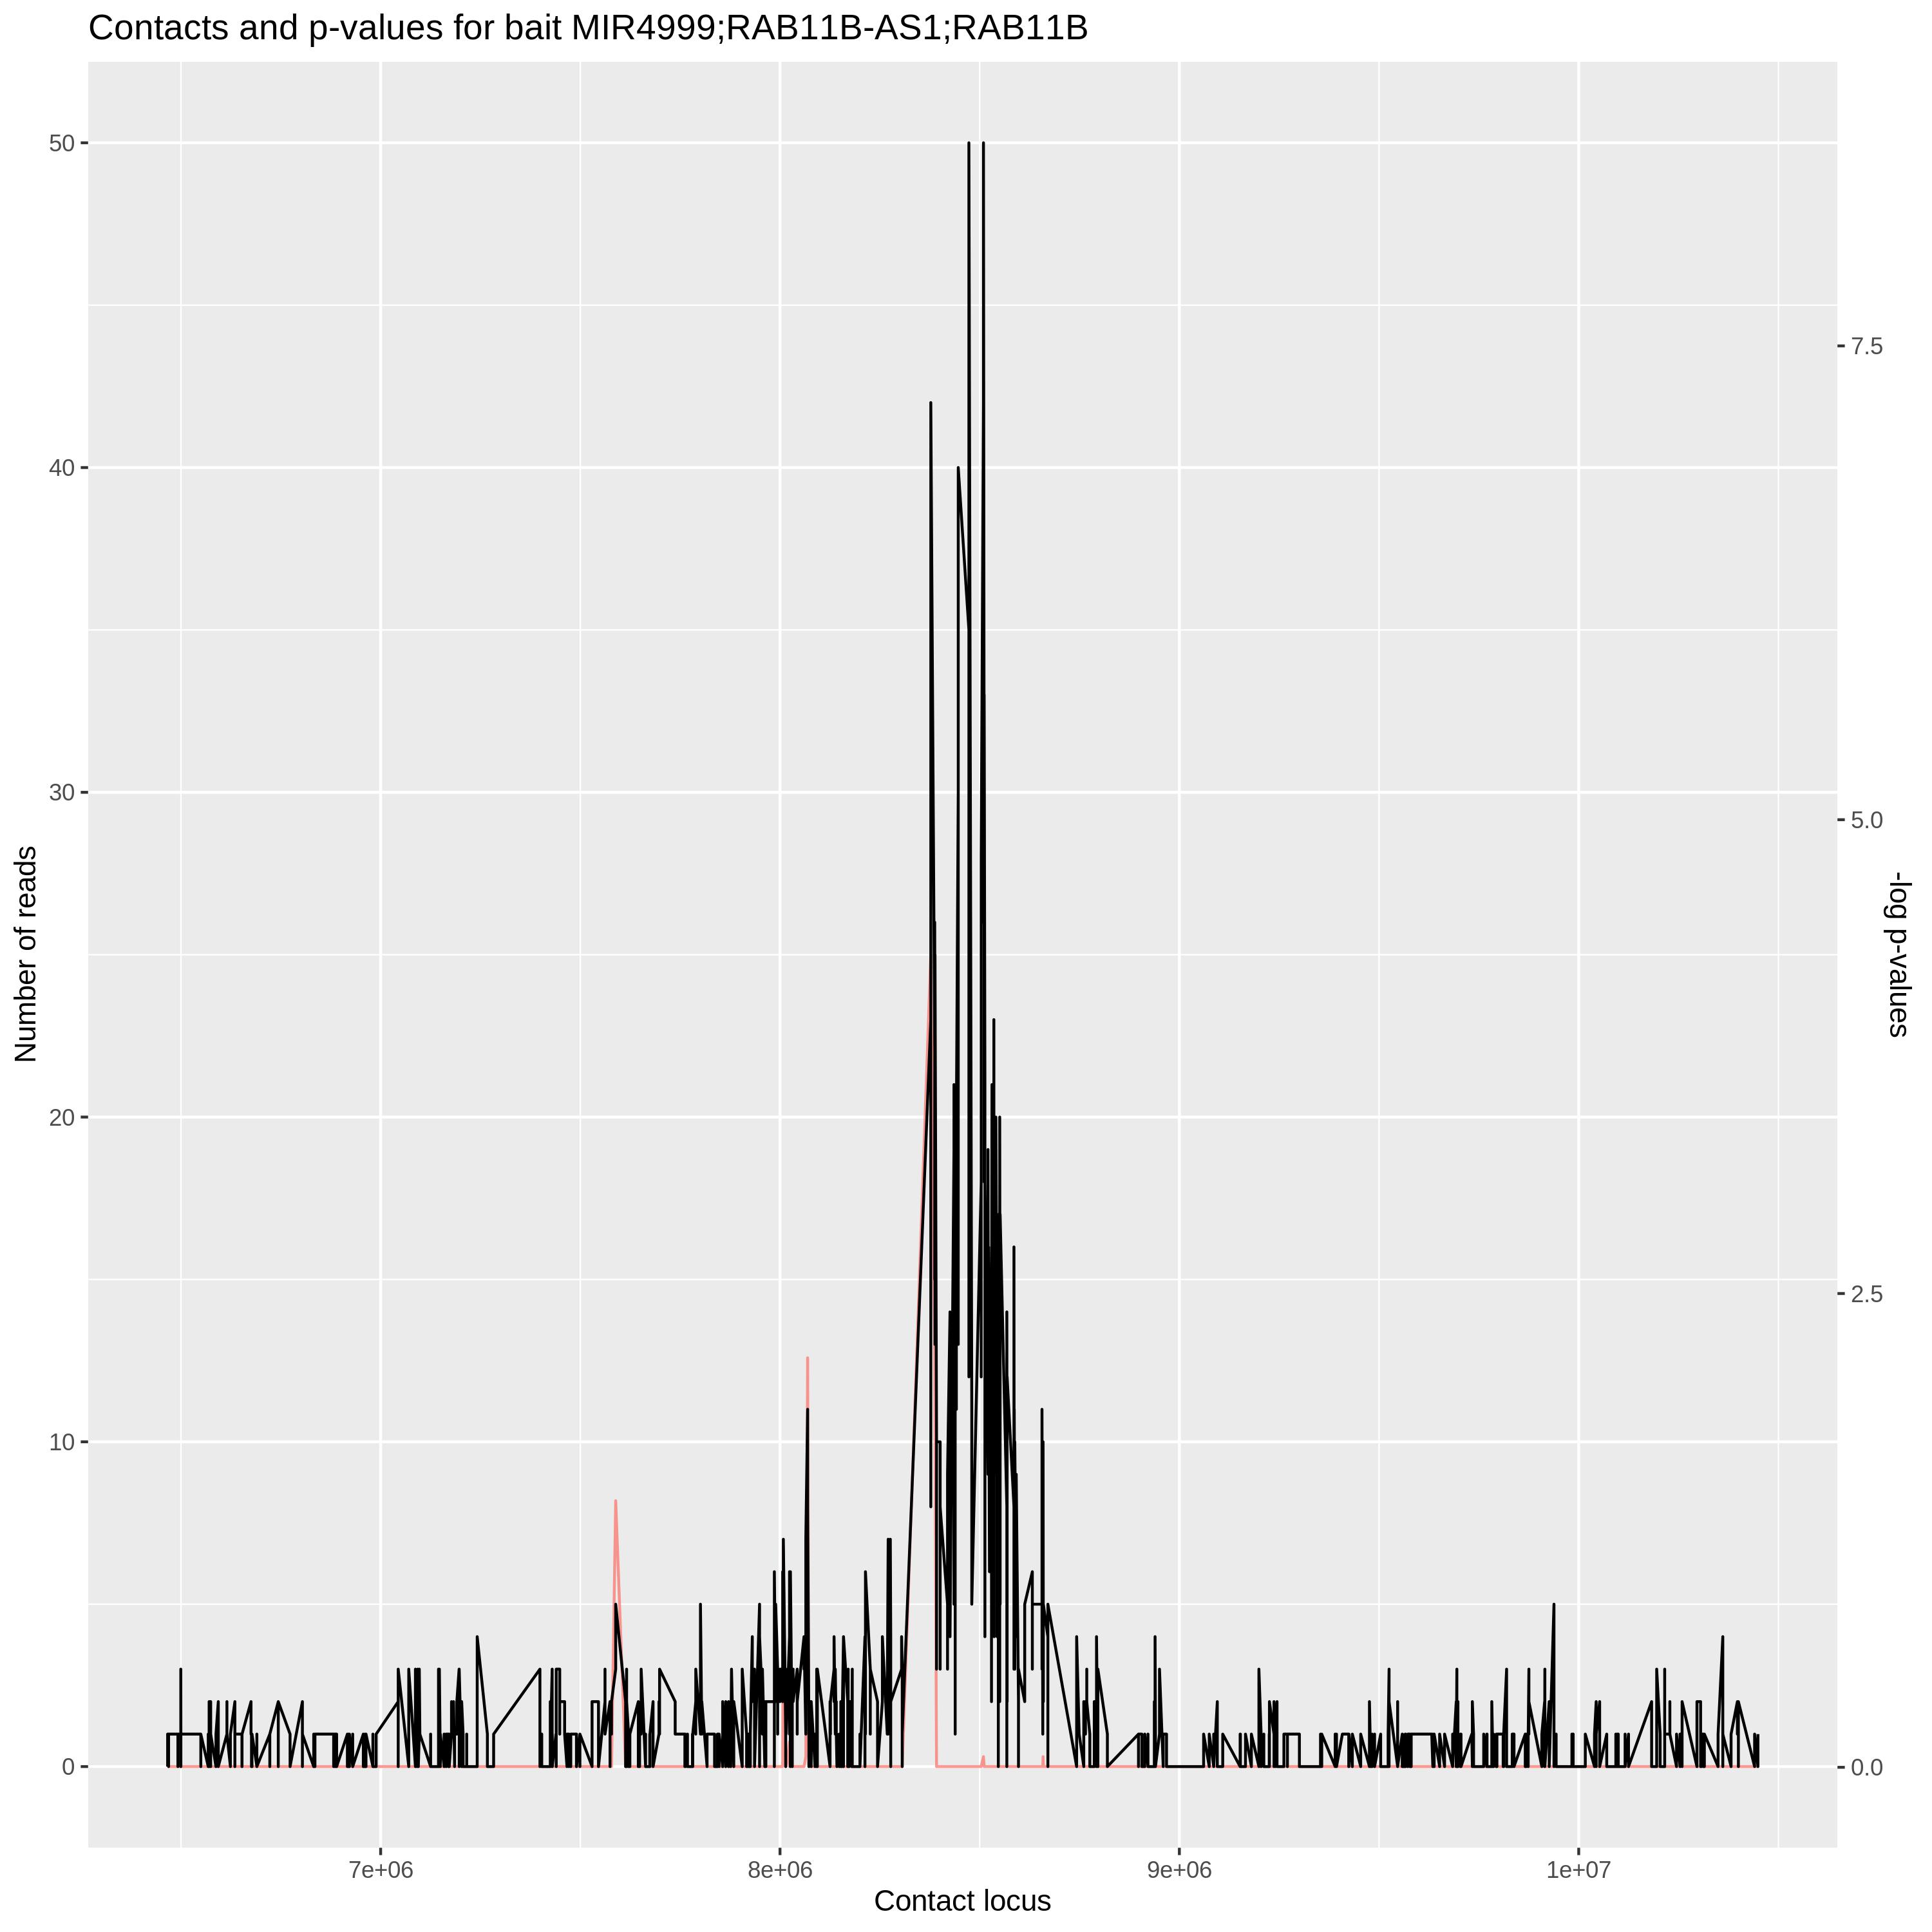 Contacts and p-values for bait MIR4999;RAB11B-AS1;RAB11B
50
40
30
20
10
0
Number of reads
7.5
5.0
2.5
0.0
-log p-values
7e+06
8e+06
9e+06
1e+07
Contact locus